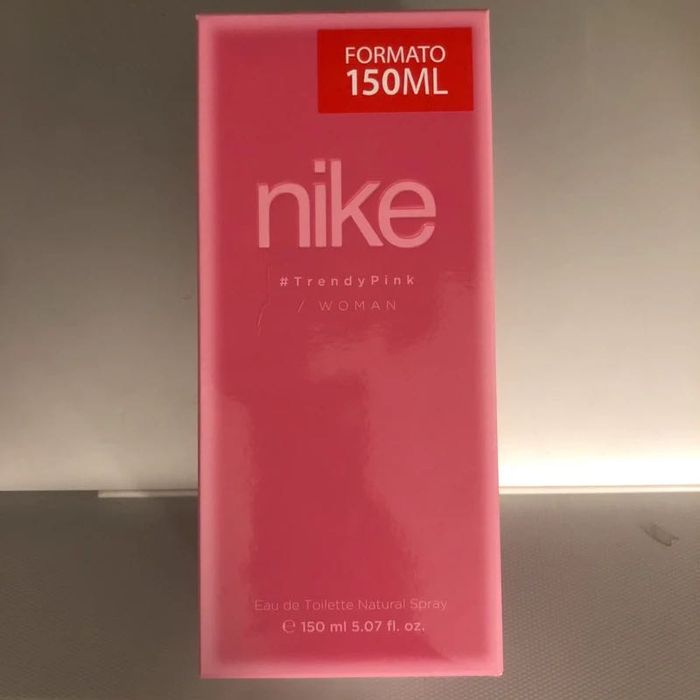 FORMATO
150ML
nike
#TrendyPink
/ WOMAN
Eau de Toilette Natural Spray
℮ 150 ml 5.07 fl. oz.